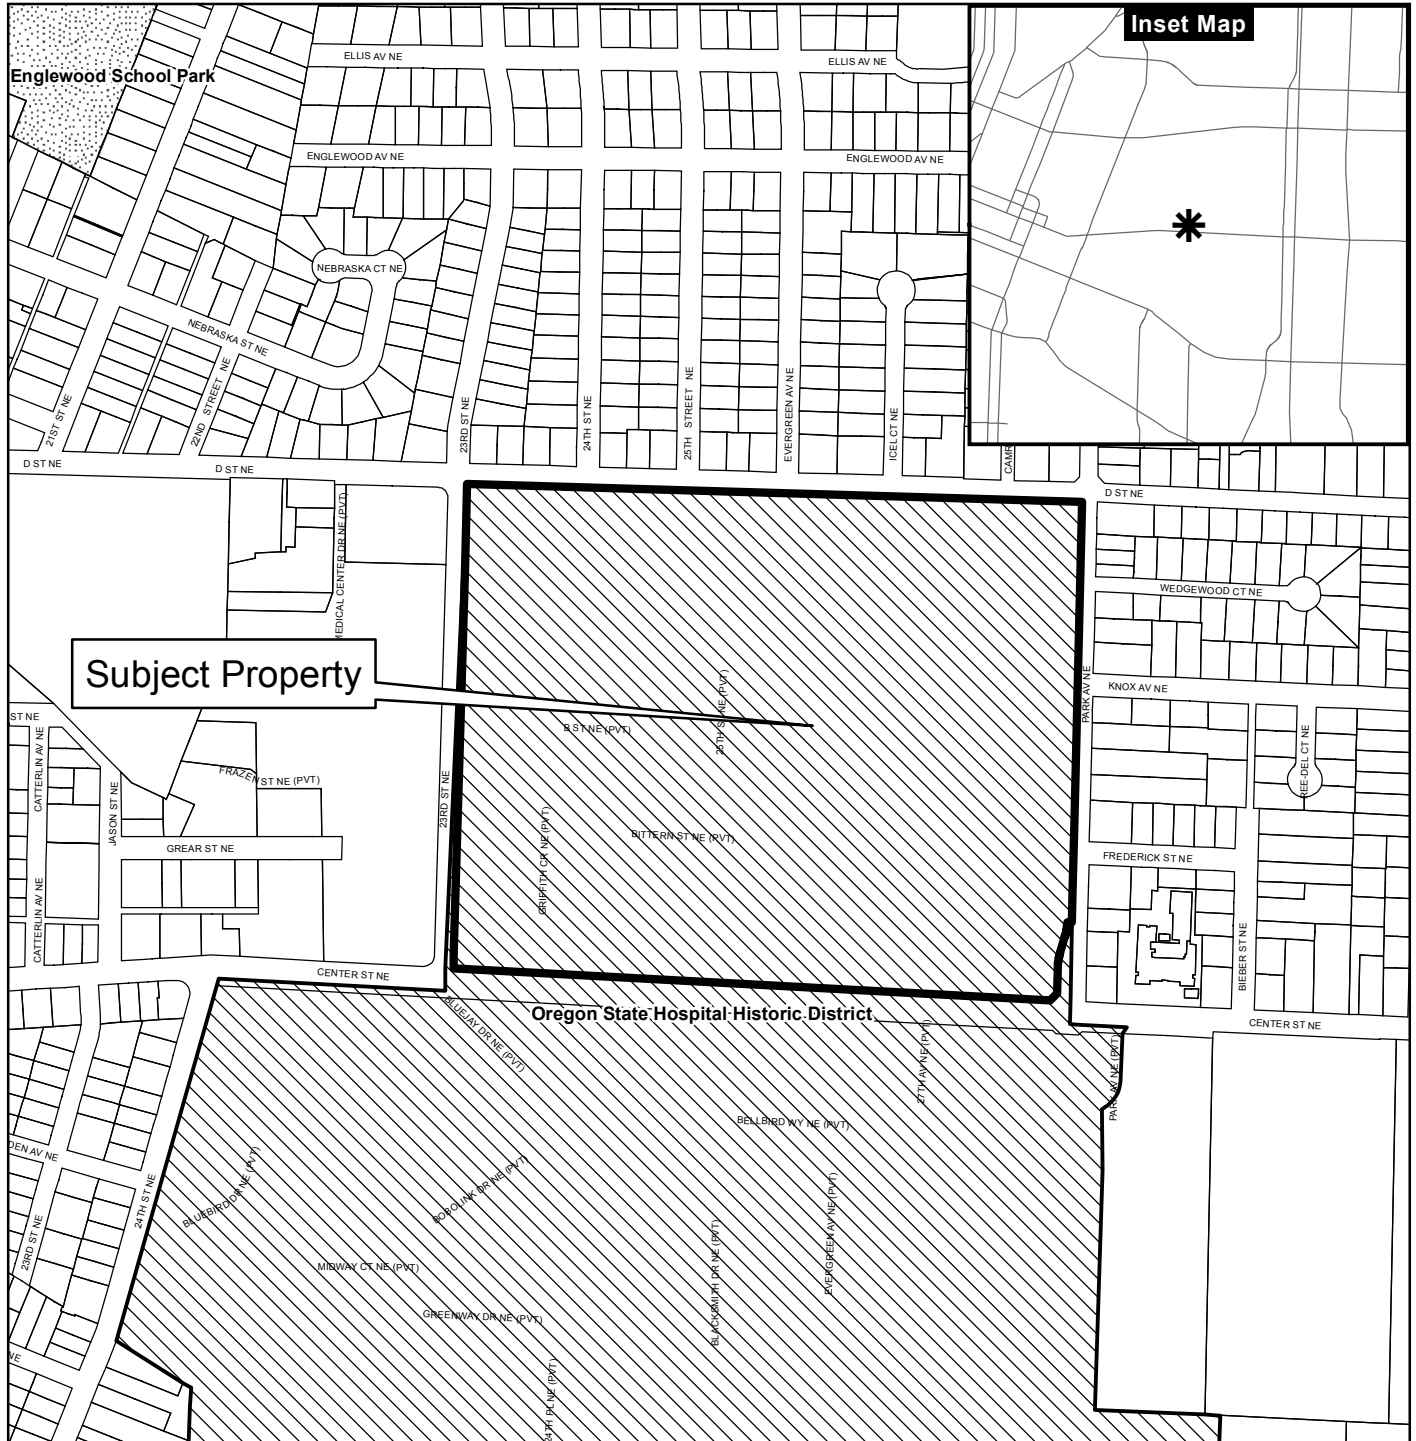 Inset Map
ELLIS AV NE
ELLIS AV NE
Englewood School Park
ENGLEWOOD AV NE
ENGLEWOOD AV NE
NEBRASKA CT NE
NEBRASKA ST NE
21ST ST NE
22ND STREET NE
23RD ST NE
24TH ST NE
25TH STREET NE
EVERGREEN AV NE
ICEL CT NE
CAMR
D ST NE
D ST NE
D ST NE
MEDICAL CENTER DR NE (PVT)
WEDGEWOOD CT NE
Subject Property
KNOX AV NE
PARK AV NE
25TH ST NE (PVT)
B ST NE (PVT)
ST NE
CATTERLIN AV NE
FRAZEN ST NE (PVT)
JASON ST NE
23RD ST NE
REE-DEL CT NE
GREAR ST NE
GRIFFITH CR NE (PVT)
BITTERN ST NE (PVT)
FREDERICK ST NE
CATTERLIN AV NE
BIEBER ST NE
CENTER ST NE
BLUEJAY DR NE (PVT)
Oregon State Hospital Historic District
CENTER ST NE
27TH AV NE (PVT)
PARK AV NE (PVT)
BELLBIRD WY NE (PVT)
DEN AV NE
24TH ST NE
BLUEBIRD DR NE (PVT)
BOBOLINK DR NE (PVT)
EVERGREEN AV NE (PVT)
23RD ST NE
MIDWAY CT NE (PVT)
BLACKSMITH DR NE (PVT)
GREENWAY DR NE (PVT)
NE
24TH PL NE (PVT)